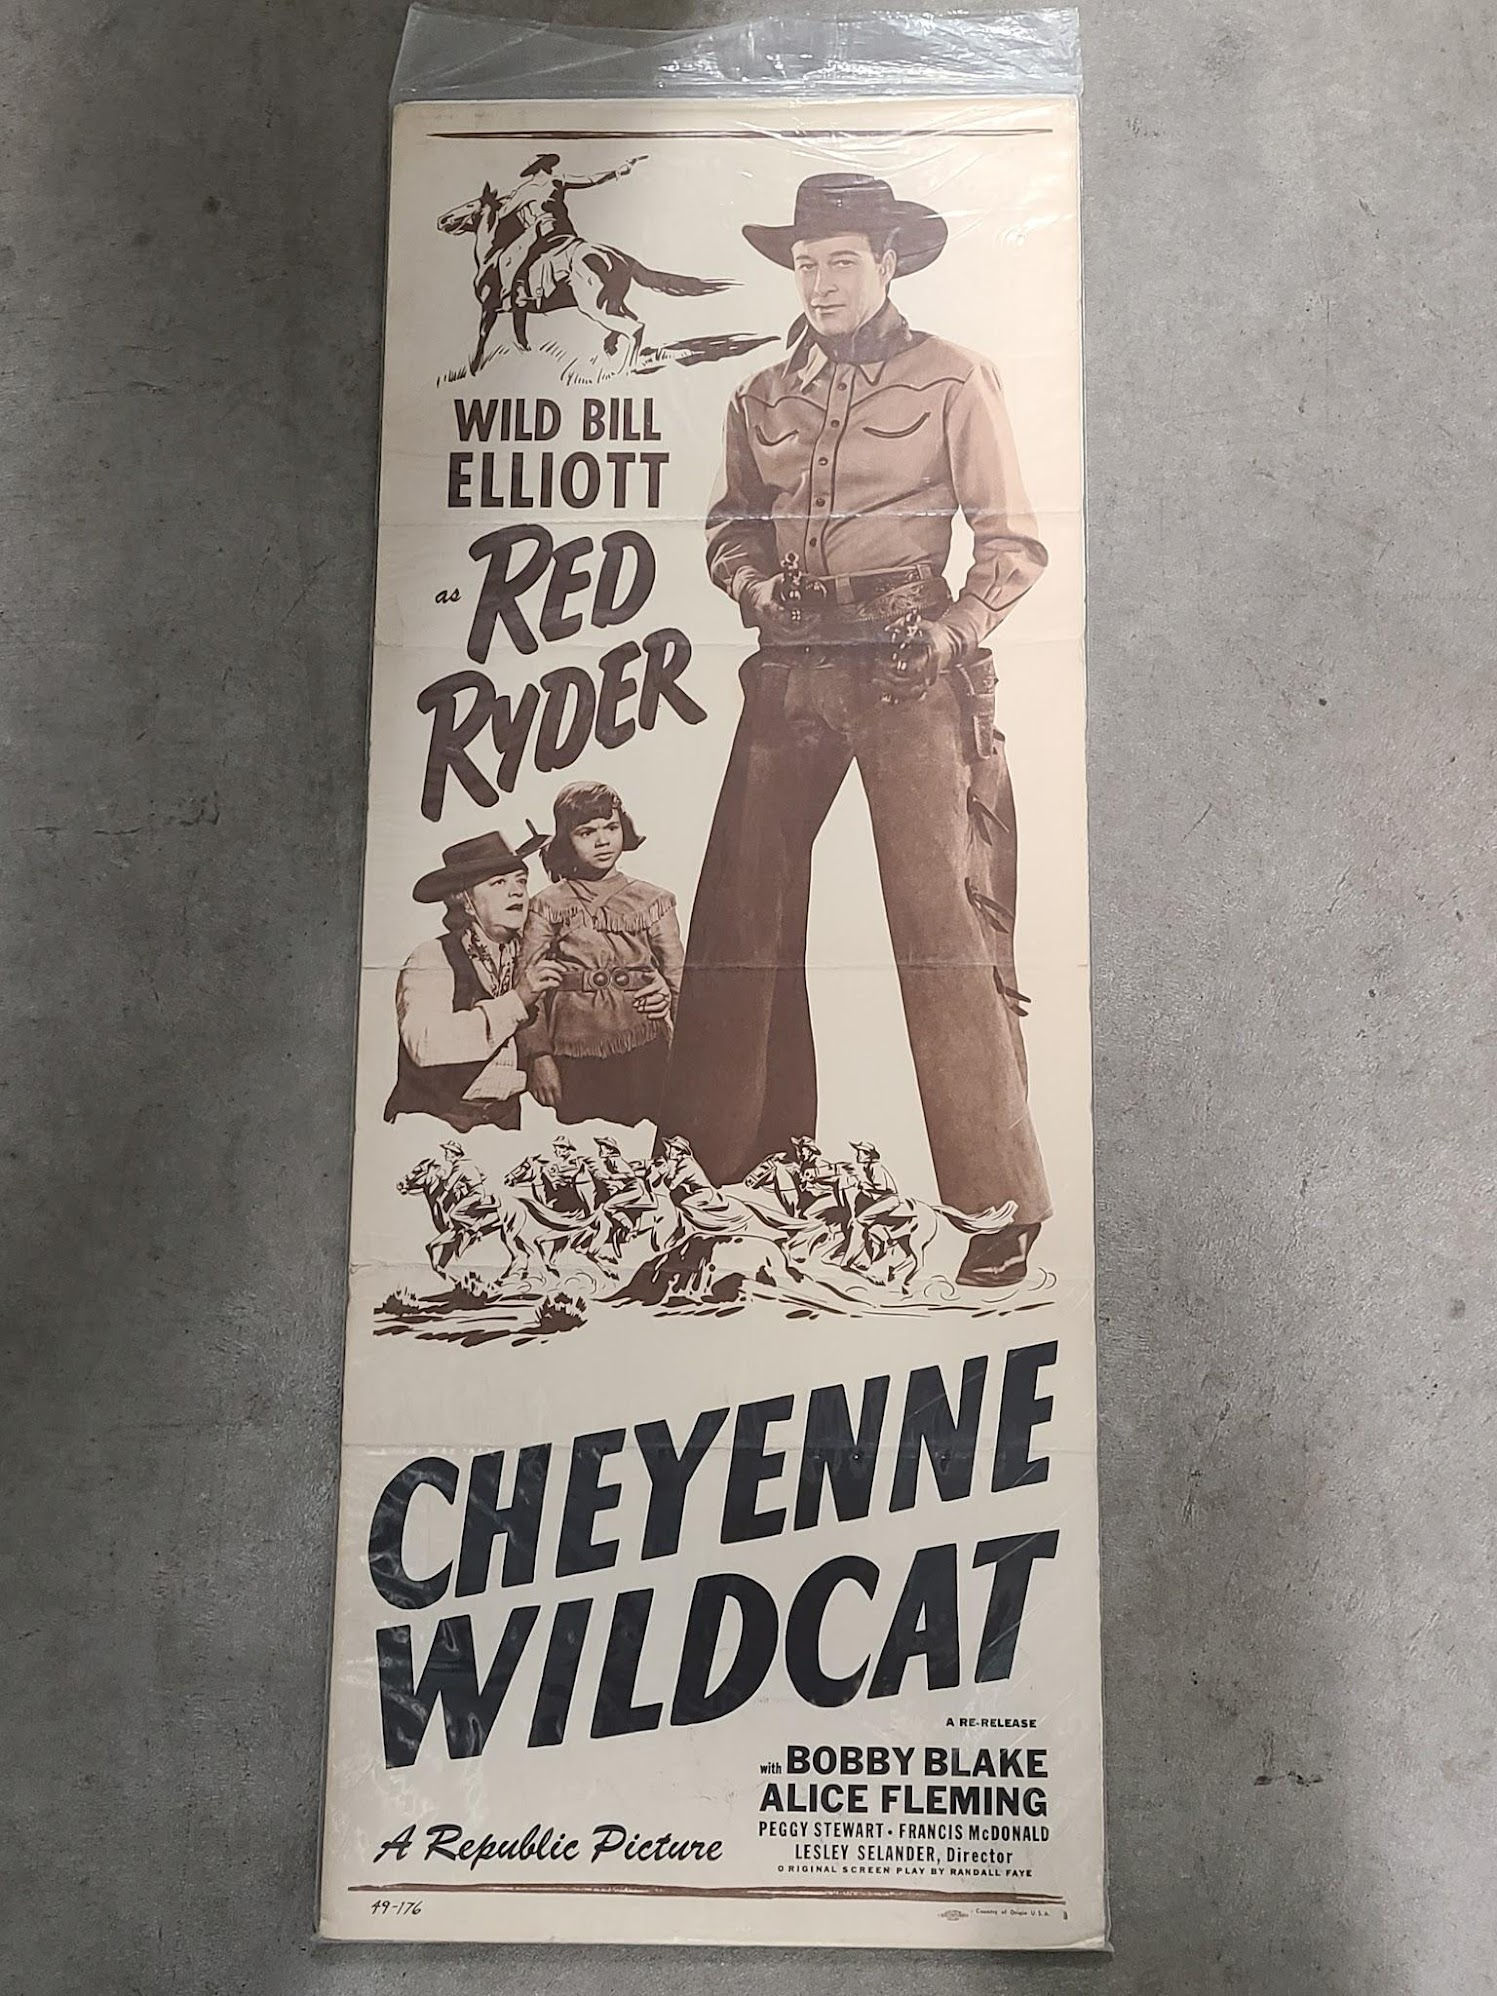 WILD BILL
ELLIOTT
as RED
RYDER
CHEYENNE
WILDCAT
A RE-RELEASE
with BOBBY BLAKE
ALICE FLEMING
PEGGY STEWART • FRANCIS McDONALD
LESLEY SELANDER, Director
ORIGINAL SCREEN PLAY BY RANDALL FAYE
A Republic Picture
49-176
Country of Origin U.S.A.